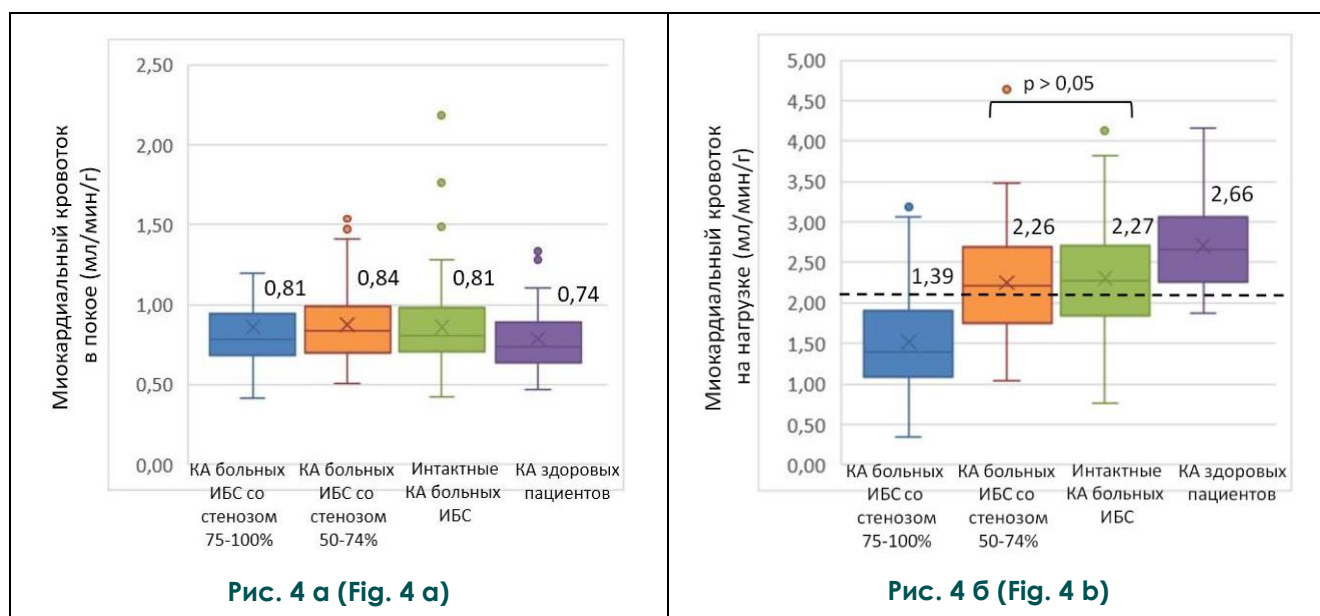 Миокардиальный кровоток
в покое (мл/мин/г)
2,50
2,00
1,50
1,00
0,50
0,00
0,81
0,84
0,81
0,74
КА больных
ИБС со
стенозом
75-100%
КА больных
ИБС со
стенозом
50-74%
Интактные
КА больных
ИБС
КА здоровых
пациентов
Рис. 4 а (Fig. 4 a)
Миокардиальный кровоток
на нагрузке (мл/мин/г)
5,00
4,50
4,00
3,50
3,00
2,50
2,00
1,50
1,00
0,50
0,00
p > 0,05
1,39
2,26
2,27
2,66
КА больных
ИБС со
стенозом
75-100%
КА больных
ИБС со
стенозом
50-74%
Интактные
КА больных
ИБС
КА здоровых
пациентов
Рис. 4 б (Fig. 4 b)